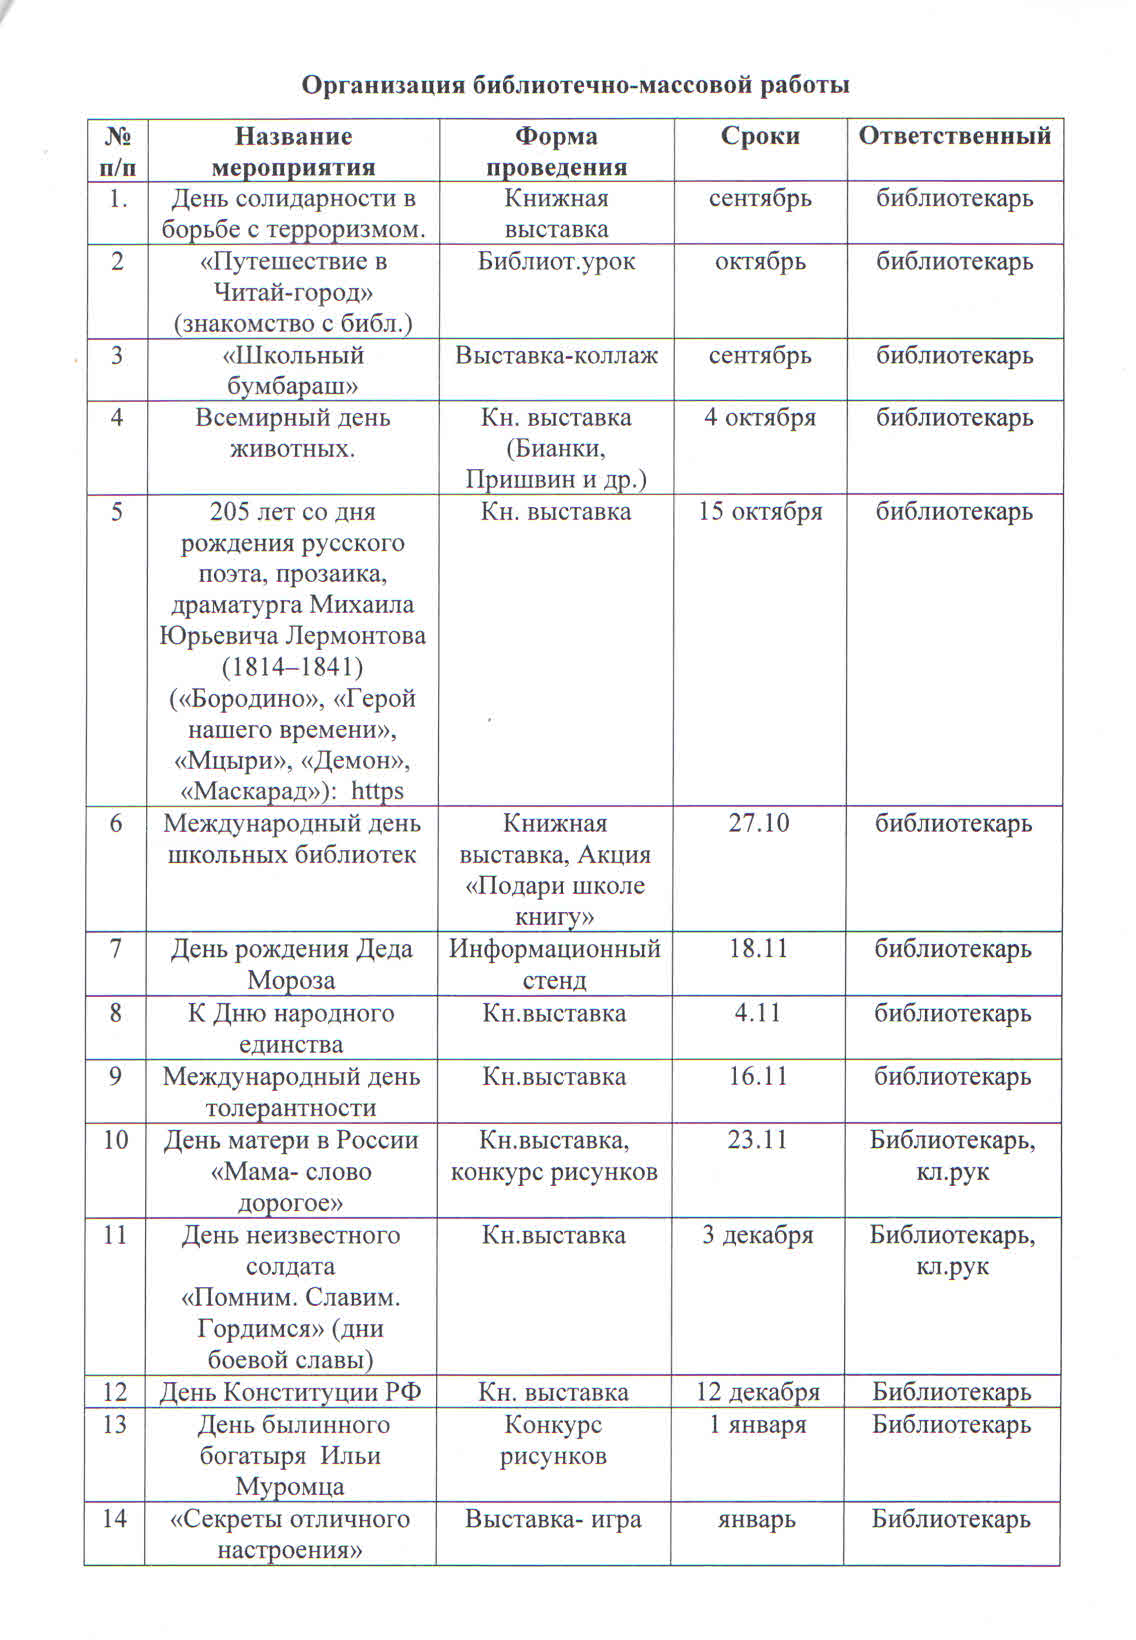 Организация библиотечно-массовой работы
№ п/п Название мероприятия Форма проведения Сроки Ответственный
1. День солидарности в Книжная сентябрь библиотекарь
борьбе с терроризмом. выставка
2 «Путешествие в Библиот.урок октябрь библиотекарь
Читай-город»
(знакомство с библ.)
3 «Школьный Выставка-коллаж сентябрь библиотекарь
бумбараш»
4 Всемирный день Кн. выставка 4 октября библиотекарь
животных. (Бианки,
Пришвин и др.)
5 205 лет со дня Кн. выставка 15 октября библиотекарь
рождения русского
поэта, прозаика,
драматурга Михаила
Юрьевича Лермонтова
(1814–1841)
(«Бородино», «Герой
нашего времени»,
«Мцыри», «Демон»,
«Маскарад»): https
6 Международный день Книжная 27.10 библиотекарь
школьных библиотек выставка, Акция
«Подари школе
книгу»
7 День рождения Деда Информационный 18.11 библиотекарь
Мороза стенд
8 К Дню народного Кн.выставка 4.11 библиотекарь
единства
9 Международный день Кн.выставка 16.11 библиотекарь
толерантности
10 День матери в России Кн.выставка, 23.11 Библиотекарь,
«Мама- слово конкурс рисунков кл.рук
дорогое»
11 День неизвестного Кн.выставка 3 декабря Библиотекарь,
солдата кл.рук
«Помним. Славим.
Гордимся» (дни
боевой славы)
12 День Конституции РФ Кн. выставка 12 декабря Библиотекарь
13 День былинного Конкурс 1 января Библиотекарь
богатыря Ильи рисунков
Муромца
14 «Секреты отличного Выставка- игра январь Библиотекарь
настроения»